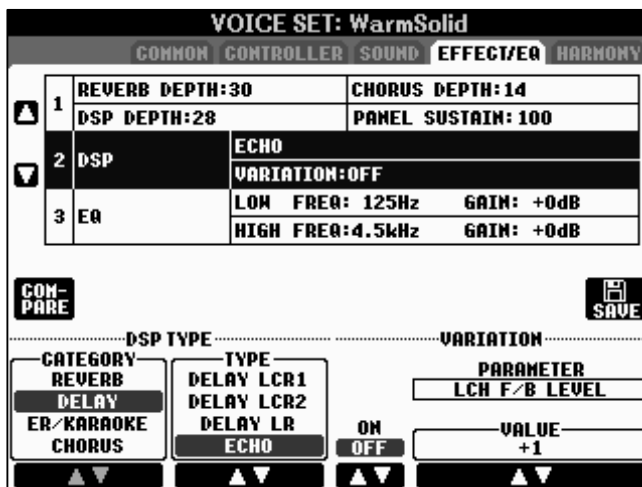 VOICE SET: WarmSolid
COMMON CONTROLLER SOUND EFFECT/EQ HARMONY
1 REVERB DEPTH:30 CHORUS DEPTH:14
DSP DEPTH:28 PANEL SUSTAIN:100
2 DSP ECHO
VARIATION:OFF
3 EQ LOW FREQ: 125Hz GAIN: +0dB
HIGH FREQ:4.5kHz GAIN: +0dB
COM-
PARE
SAVE
DSP TYPE
VARIATION
CATEGORY
REVERB
DELAY
ER/KARAOKE
CHORUS
TYPE
DELAY LCR1
DELAY LCR2
DELAY LR
ECHO
ON
OFF
PARAMETER
LCH F/B LEVEL
VALUE
+1